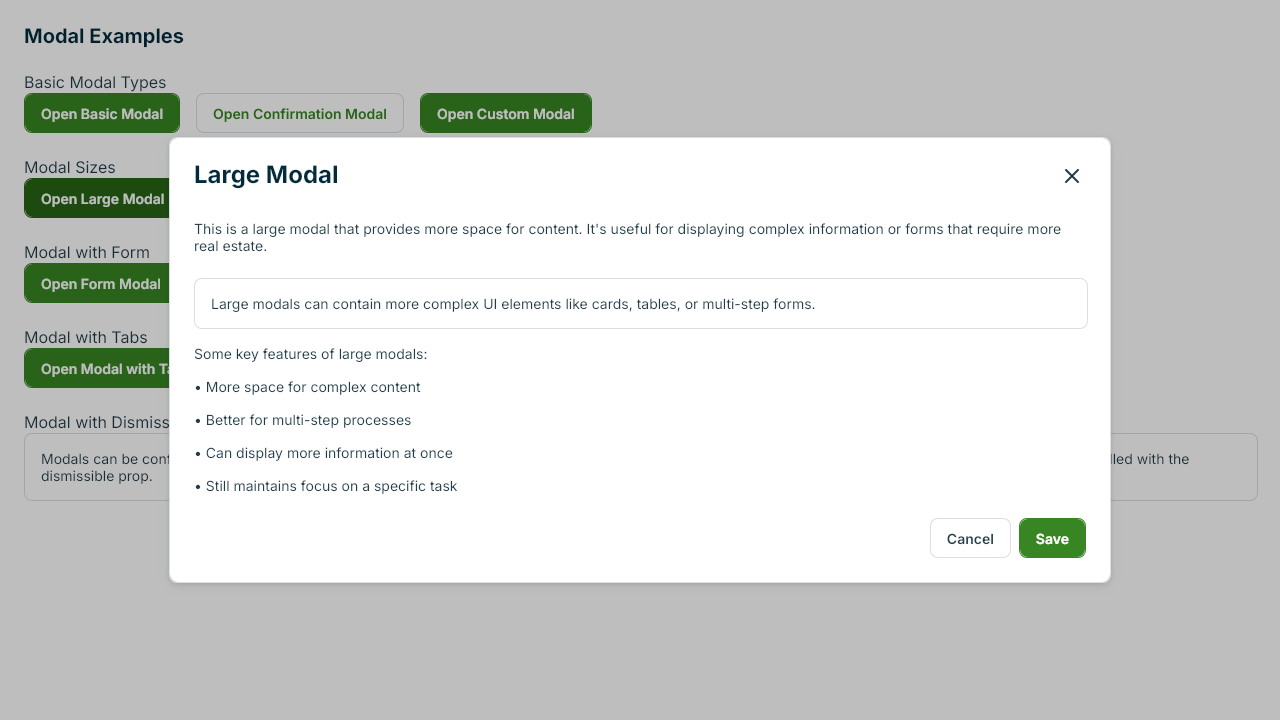 Modal Examples
Basic Modal Types
Open Basic Modal
Open Confirmation Modal
Open Custom Modal
Modal Sizes
Open Large Modal
Modal with Form
Open Form Modal
Modal with Tabs
Open Modal with
Modal with
Modals can be
with the
dismissible prop.
Large Modal
This is a large modal that provides more space for content. It's useful for displaying complex information or forms that require more
real estate.
Large modals can contain more complex UI elements like cards, tables, or multi-step forms.
Some key features of large modals:
• More space for complex content
• Better for multi-step processes
• Can display more information at once
• Still maintains focus on a specific task
Cancel
Save